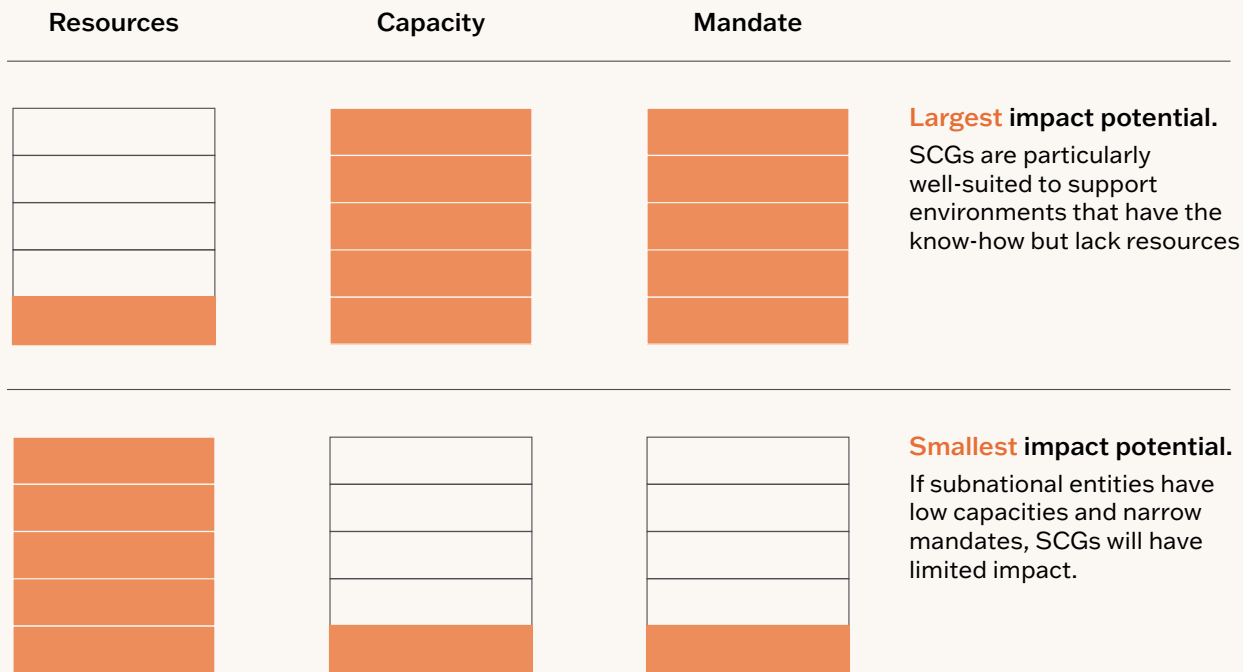 Resources
Capacity
Mandate
Largest impact potential.
SCGs are particularly
well-suited to support
environments that have the
know-how but lack resources
Smallest impact potential.
If subnational entities have
low capacities and narrow
mandates, SCGs will have
limited impact.